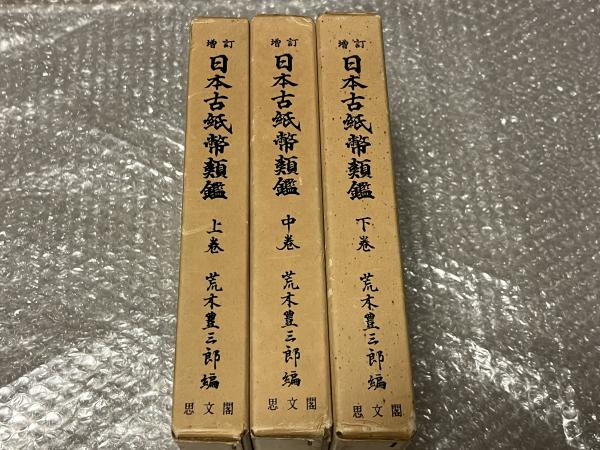 増訂
日本古紙幣類鑑
上巻
荒木豊三郎編
思文閣
増訂
日本古紙幣類鑑
中巻
荒木豊三郎編
思文閣
増訂
日本古紙幣類鑑
下巻
荒木豊三郎編
思文閣